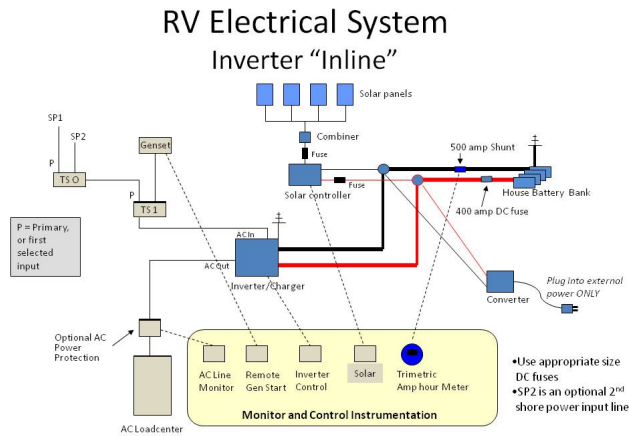 RV Electrical System
Inverter “Inline”
Solar panels
SP1
SP2
Combiner
500 amp Shunt
P
Genset
Fuse
TS 0
P
Solar controller
Fuse
House Battery Bank
TS 1
400 amp DC fuse
P = Primary,
or first
selected
input
AC In
AC Out
Inverter/Charger
Plug into external
power ONLY
Converter
Optional AC
Power
Protection
AC Line
Monitor
Remote
Gen Start
Inverter
Control
Solar
Trimetric
Amp hour Meter
•Use appropriate size
DC fuses
•SP2 is an optional 2nd
shore power input line
Monitor and Control Instrumentation
AC Loadcenter